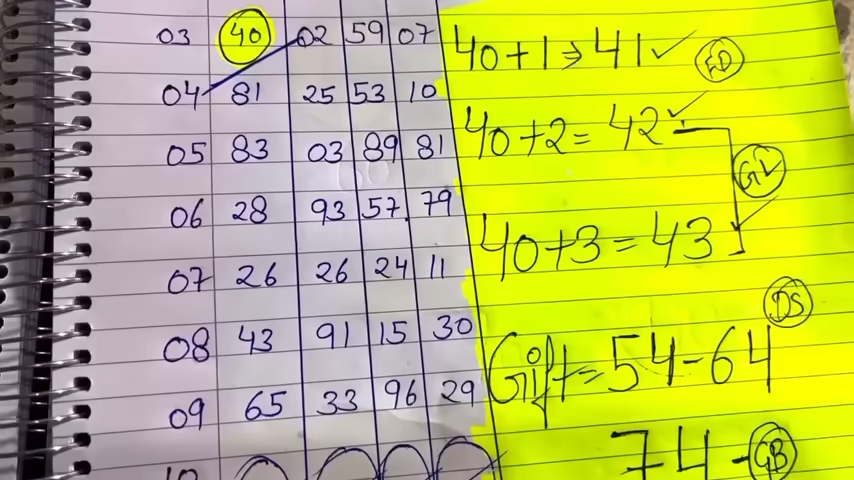 03 40 02 59 07
04 81 25 53 10
05 83 03 89 81
06 28 93 57 79
07 26 26 24 11
08 43 91 15 30
09 65 33 96 29
10
40+1⇒41✓ FD
40+2=42✓
GL
40+3=43✓
DS
Gift=54-64
74-GB